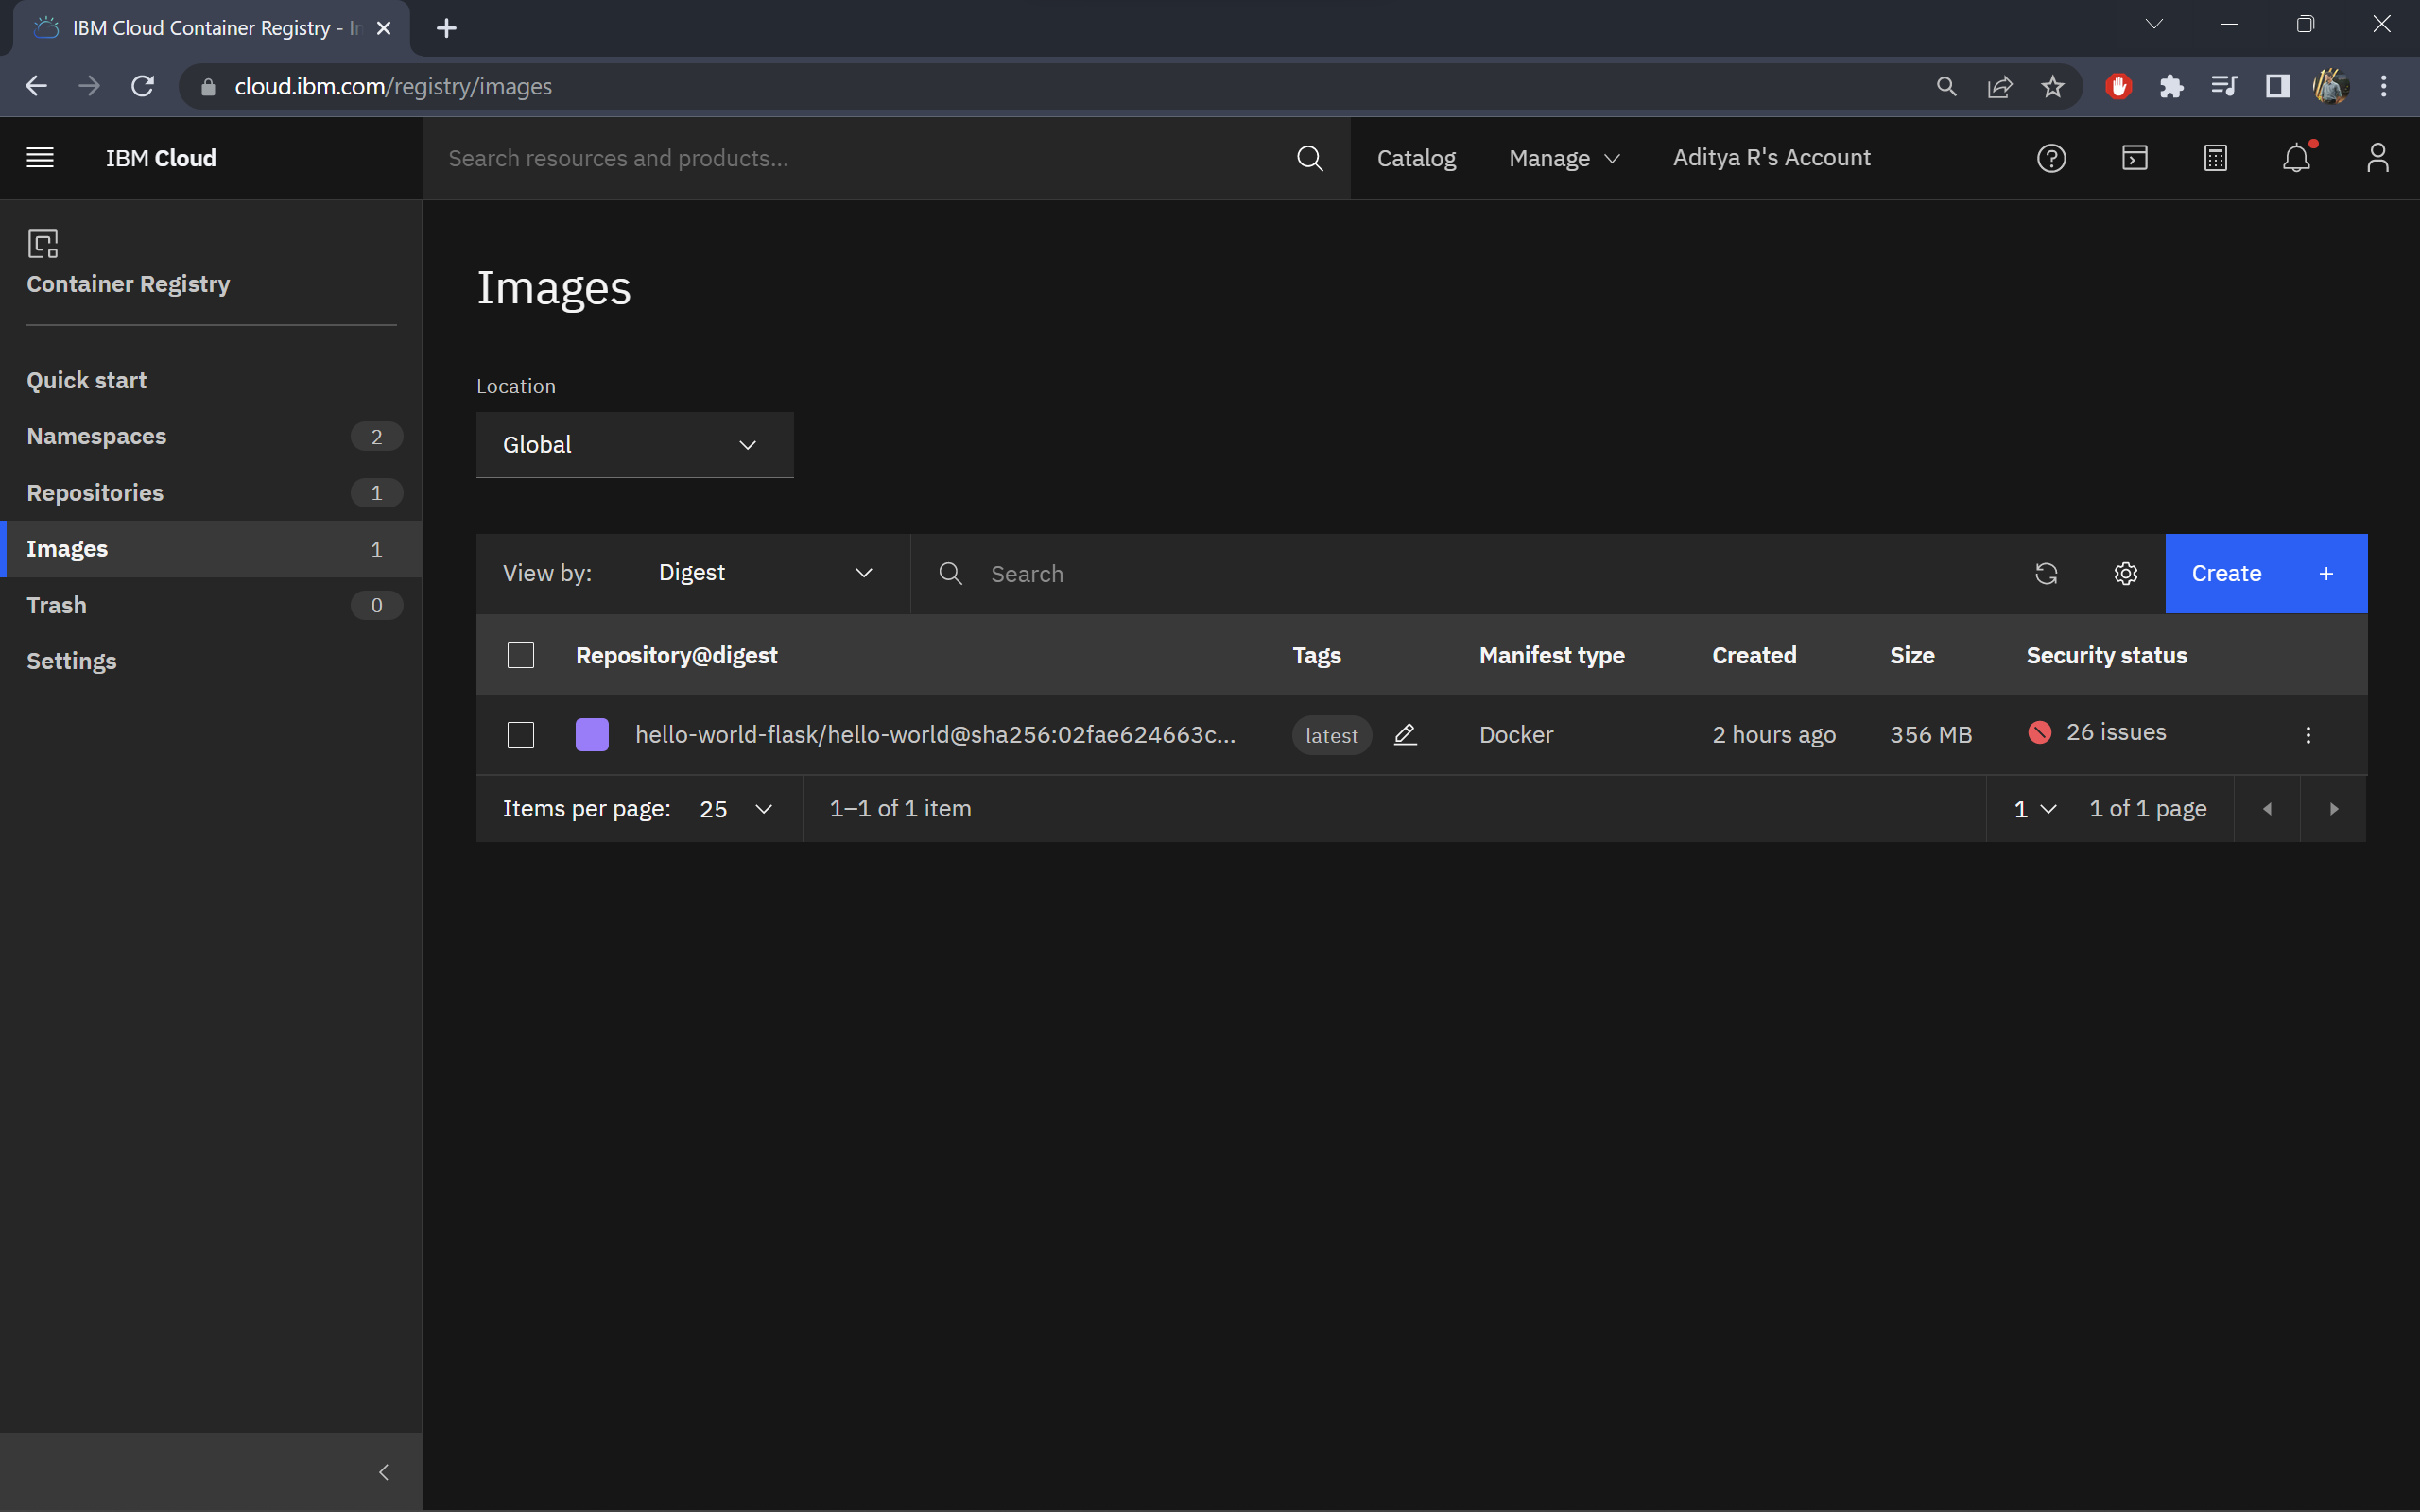 IBM Cloud Container Registry - I
cloud.ibm.com/registry/images
IBM Cloud
Search resources and products...
Catalog
Manage
Aditya R's Account
Container Registry
Quick start
Namespaces 2
Repositories 1
Images 1
Trash 0
Settings
Images
Location
Global
View by: Digest
Search
Create +
Repository@digest Tags Manifest type Created Size Security status
hello-world-flask/hello-world@sha256:02fae624663c... latest Docker 2 hours ago 356 MB 26 issues
Items per page: 25 1–1 of 1 item 1 1 of 1 page